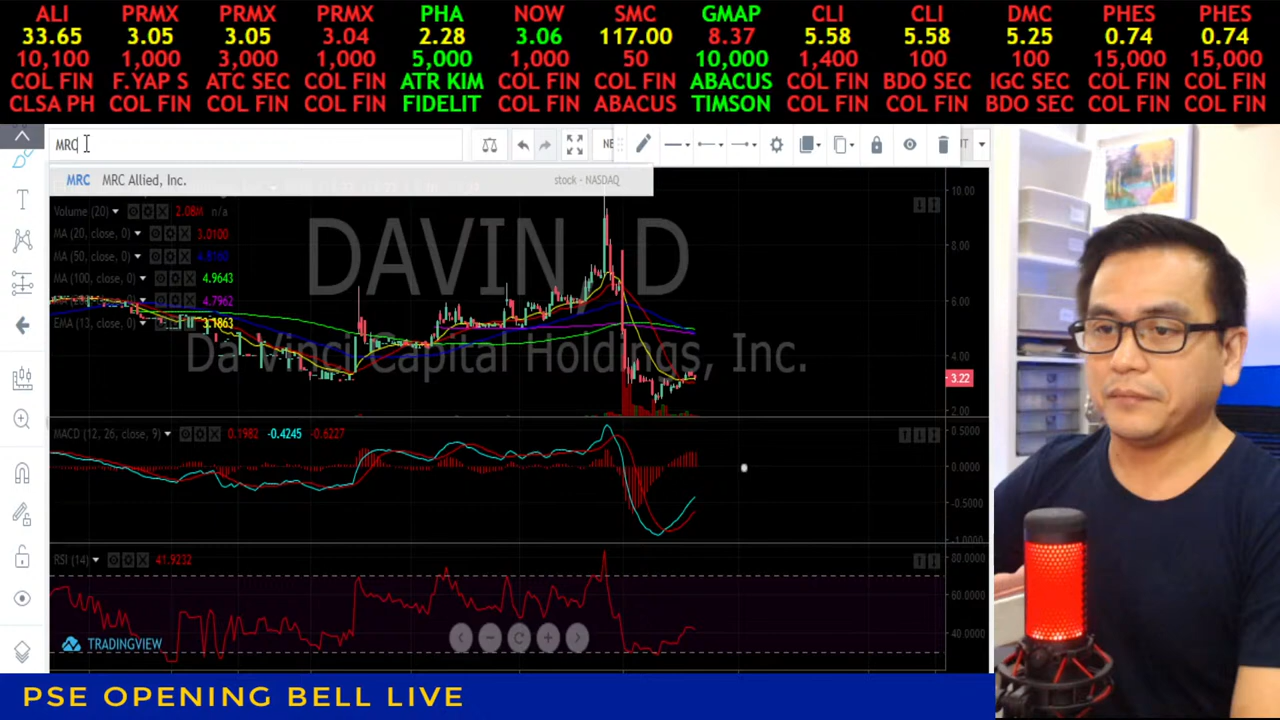 ALI PRMX PRMX PRMX PHA NOW SMC GMAP CLI CLI DMC PHES PHES
33.65 3.05 3.05 3.04 2.28 3.06 117.00 8.37 5.58 5.58 5.25 0.74 0.74
10,100 1,000 3,000 1,000 5,000 1,000 50 10,000 1,400 100 100 15,000 15,000
COL FIN F.YAP S ATC SEC COL FIN ATR KIM COL FIN COL FIN ABACUS COL FIN BDO SEC IGC SEC COL FIN COL FIN
CLSA PH COL FIN COL FIN COL FIN FIDELIT COL FIN ABACUS TIMSON COL FIN COL FIN BDO SEC COL FIN COL FIN
MRC
MRC MRC Allied, Inc. stock - NASDAQ
10.00
Volume (20) 2.08M n/a
MA (20, close, 0) 3.0100
DAVIN, D
8.00
MA (50, close, 0)
MA (100, close, 0) 4.9643
4.7962
6.00
EMA (13, close, 0) 3.1863
Da Vinci Capital Holdings, Inc.
4.00
3.22
2.00
MACD (12, 26, close, 9) 0.1982 -0.4245 -0.6227
0.5000
0.0000
-0.5000
-1.0000
RSI (14) 41.9232
80.0000
60.0000
40.0000
TRADINGVIEW
PSE OPENING BELL LIVE